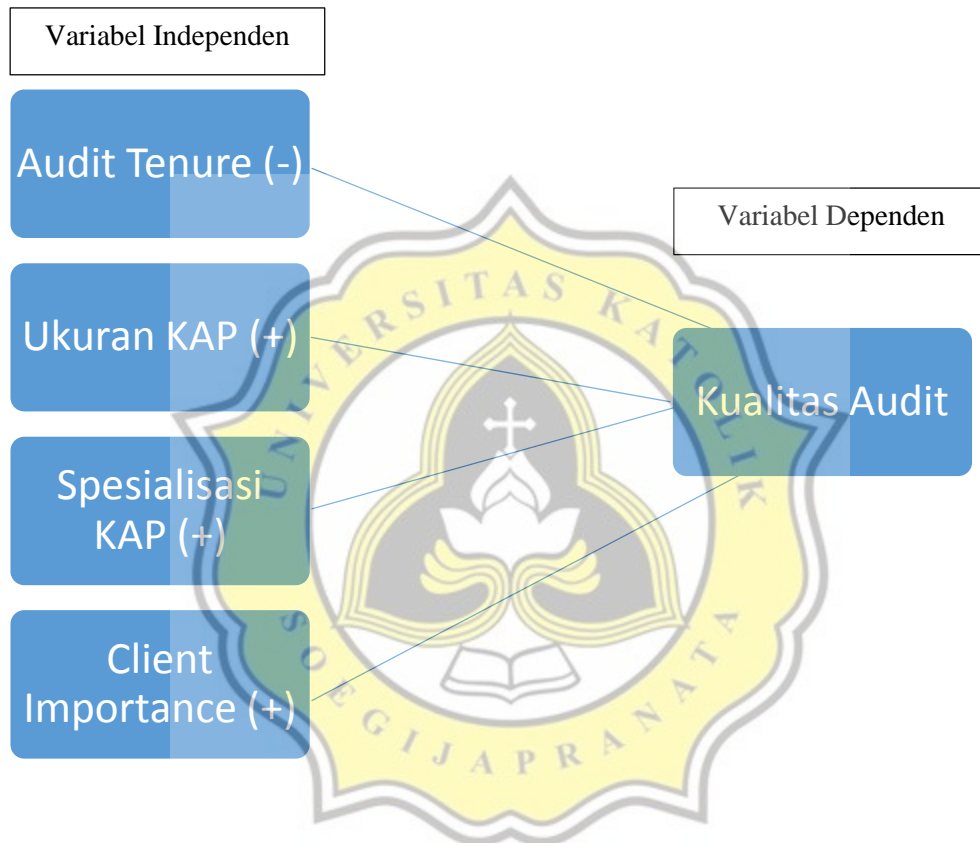 Variabel Independen
Audit Tenure (-)
Variabel Dependen
Ukuran KAP (+)
Kualitas Audit
Spesialisasi
KAP (+)
Client
Importance (+)
UNIVERSITAS KATOLIK
SOEGIJAPRANATA